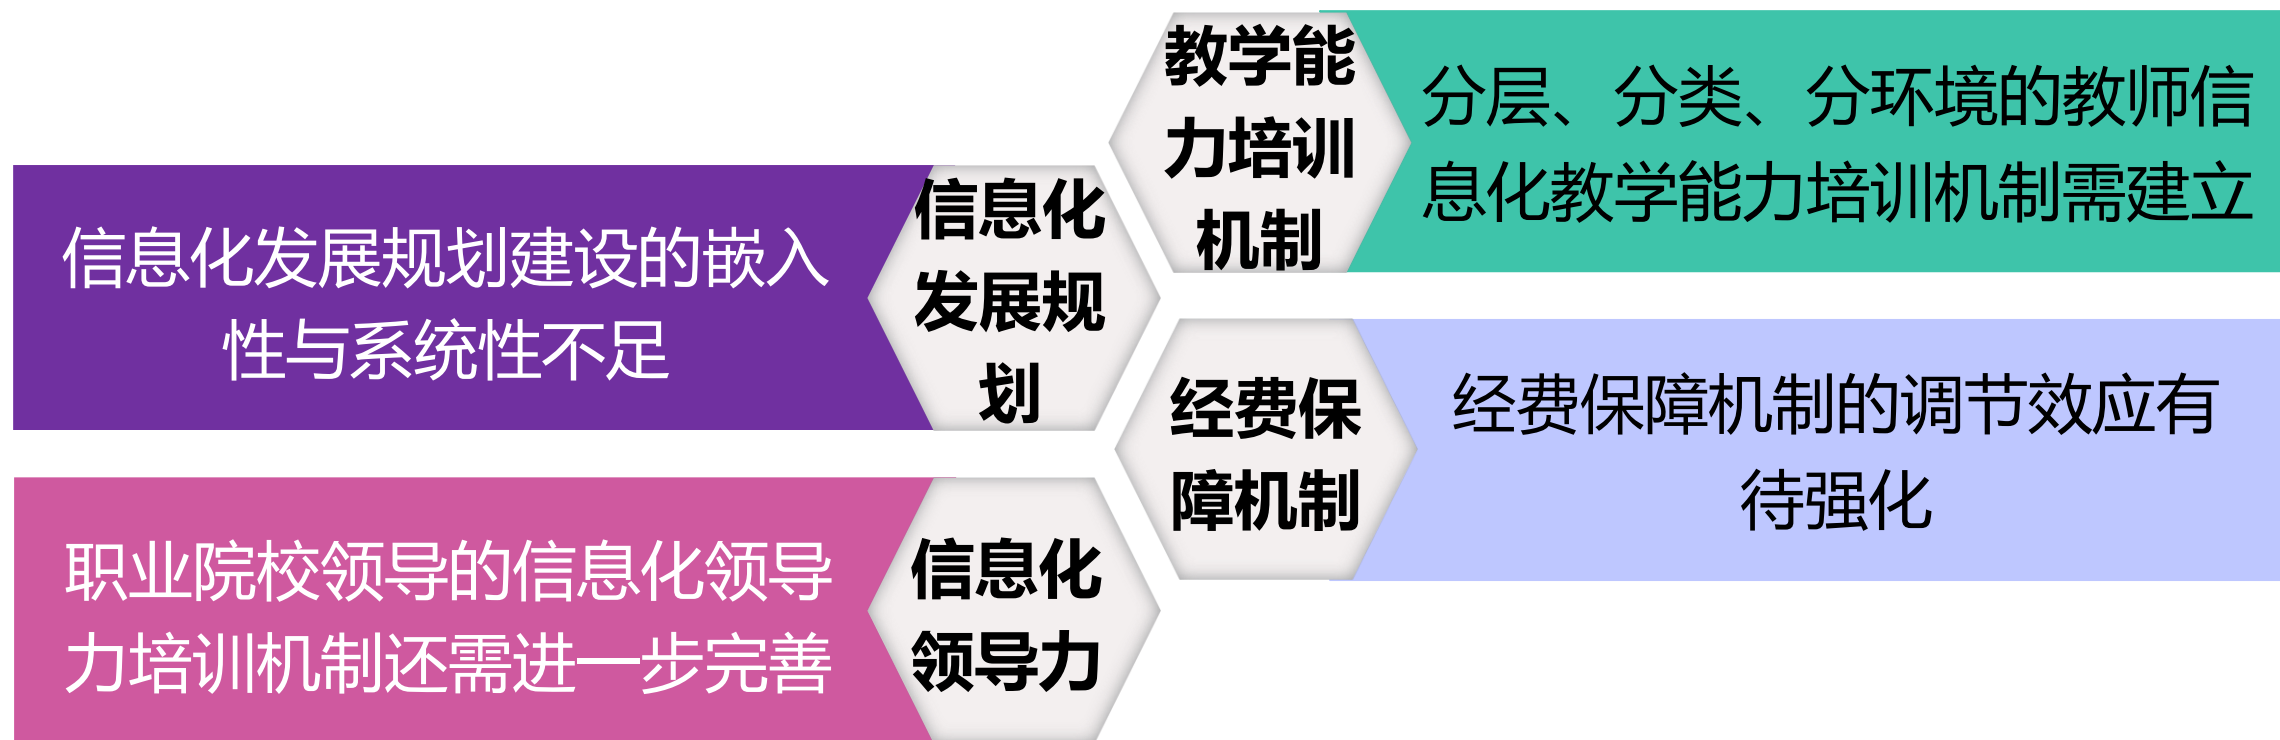 教学能
力培训
机制
分层、分类、分环境的教师信
息化教学能力培训机制需建立
信息化发展规划建设的嵌入
性与系统性不足
信息化
发展规
划
经费保
障机制
经费保障机制的调节效应有
待强化
职业院校领导的信息化领导
力培训机制还需进一步完善
信息化
领导力